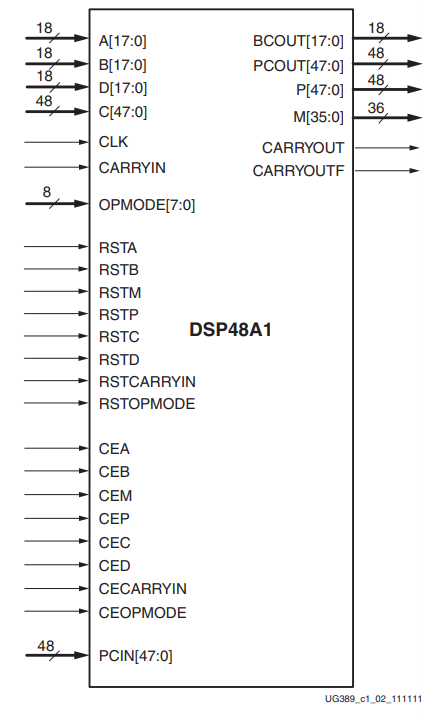 18 A[17:0] BCOUT[17:0] 18
18 B[17:0] PCOUT[47:0] 48
18 D[17:0] P[47:0] 48
48 C[47:0] M[35:0] 36
CLK CARRYOUT
CARRYIN CARRYOUTF
8 OPMODE[7:0]
RSTA
RSTB
RSTM
RSTP
DSP48A1
RSTC
RSTD
RSTCARRYIN
RSTOPMODE
CEA
CEB
CEM
CEP
CEC
CED
CECARRYIN
CEOPMODE
48 PCIN[47:0]
UG389_c1_02_111111